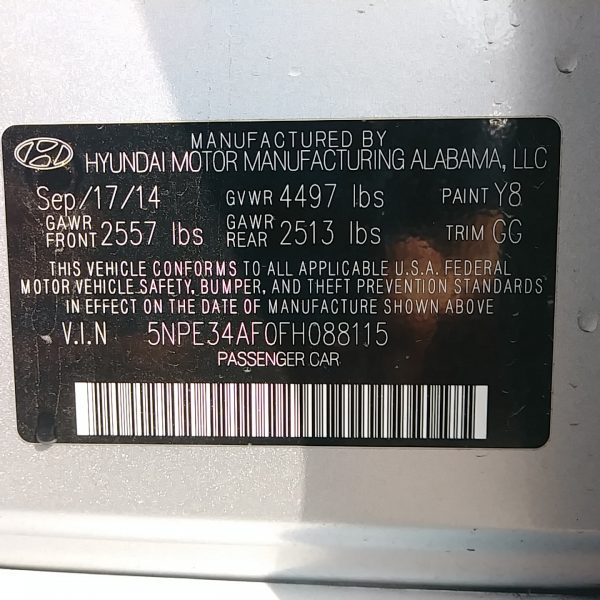 MANUFACTURED BY
HYUNDAI MOTOR MANUFACTURING ALABAMA, LLC
Sep/17/14 GVWR 4497 lbs PAINT Y8
GAWR FRONT 2557 lbs GAWR REAR 2513 lbs TRIM GG
THIS VEHICLE CONFORMS TO ALL APPLICABLE U.S.A. FEDERAL
MOTOR VEHICLE SAFETY, BUMPER, AND THEFT PREVENTION STANDARDS
IN EFFECT ON THE DATE OF MANUFACTURE SHOWN ABOVE
V.I.N 5NPE34AF0FH088115
PASSENGER CAR